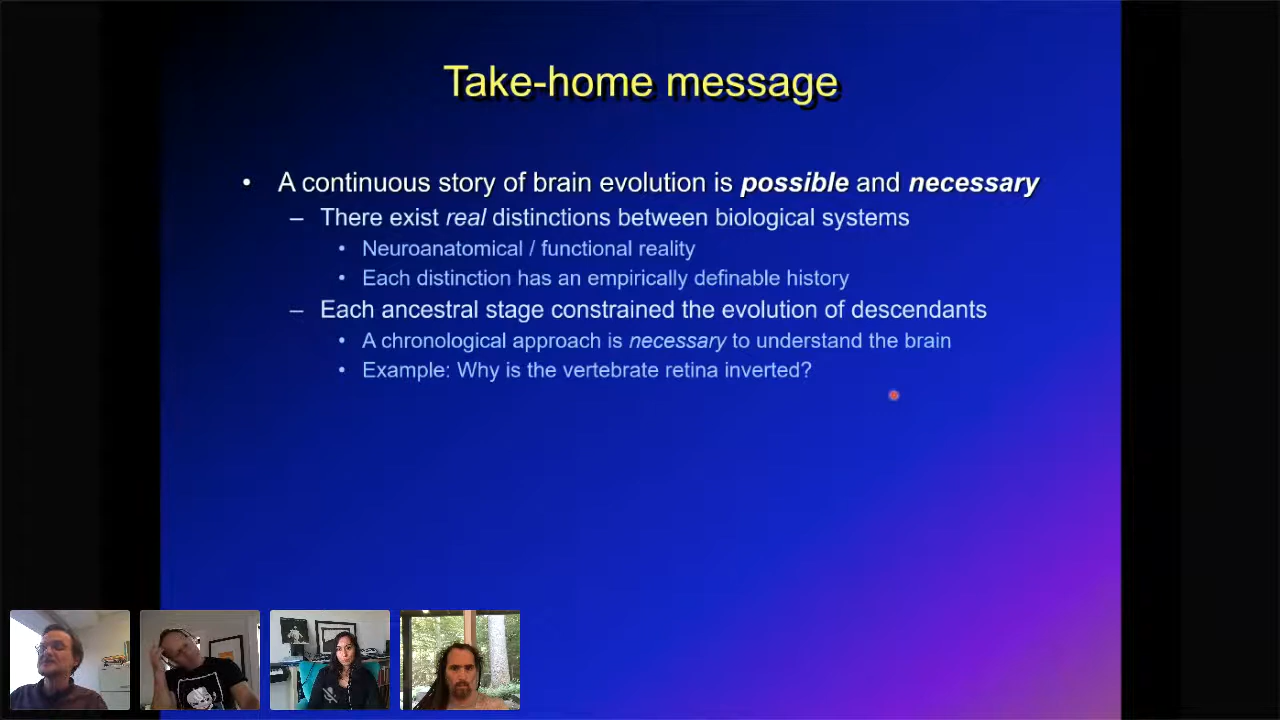 Take-home message
• A continuous story of brain evolution is possible and necessary
– There exist real distinctions between biological systems
• Neuroanatomical / functional reality
• Each distinction has an empirically definable history
– Each ancestral stage constrained the evolution of descendants
• A chronological approach is necessary to understand the brain
• Example: Why is the vertebrate retina inverted?